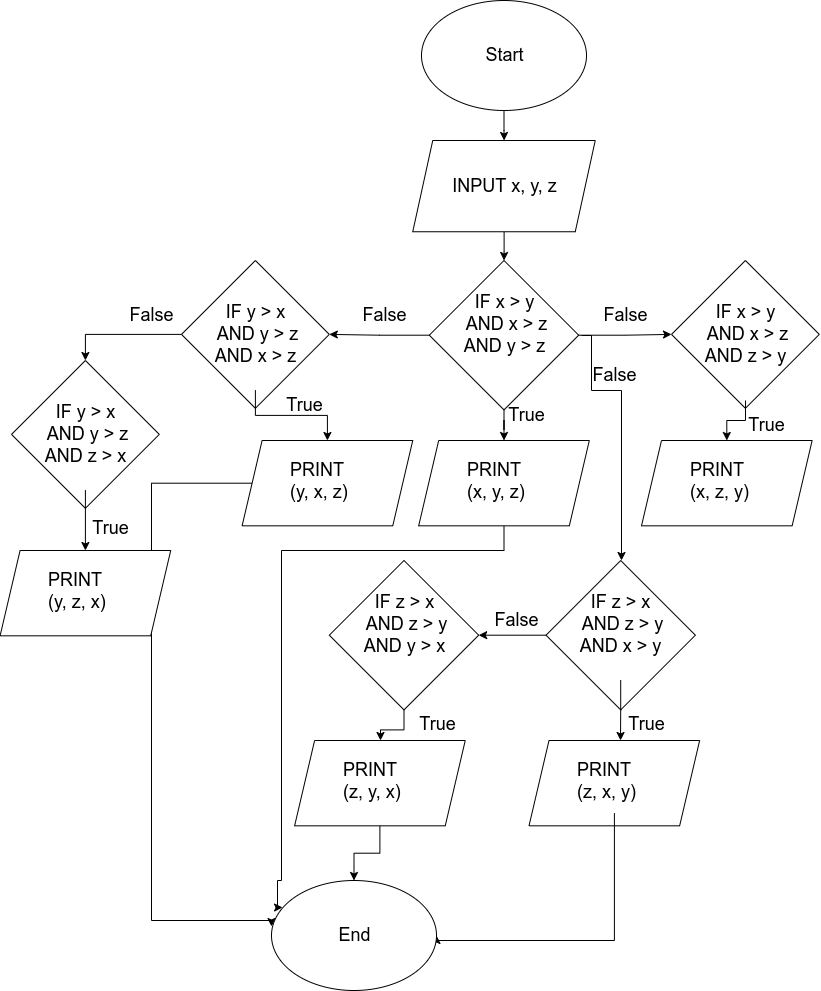 Start
INPUT x, y, z
False
IF y > x
AND y > z
AND x > z
False
IF x > y
AND x > z
AND y > z
False
IF x > y
AND x > z
AND z > y
False
True
True
True
IF y > x
AND y > z
AND z > x
PRINT
(y, x, z)
PRINT
(x, y, z)
PRINT
(x, z, y)
True
PRINT
(y, z, x)
IF z > x
AND z > y
AND y > x
False
IF z > x
AND z > y
AND x > y
True
True
PRINT
(z, y, x)
PRINT
(z, x, y)
End